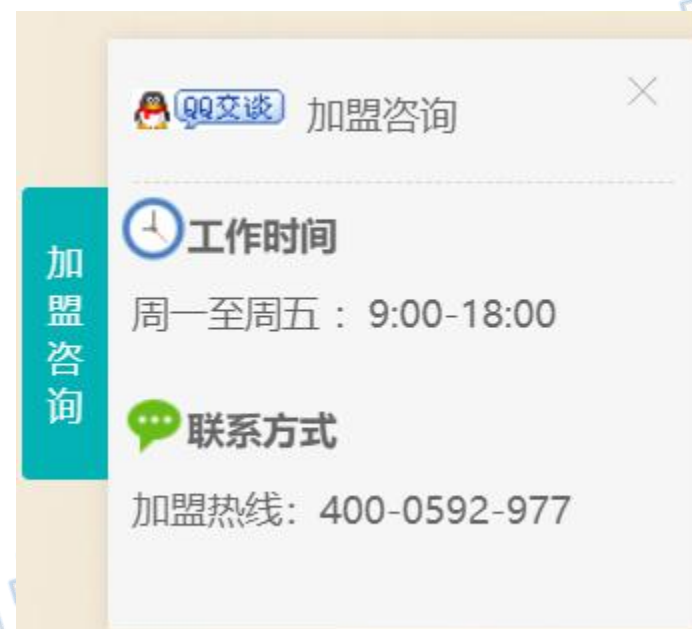 QQ交谈 加盟咨询
工作时间
周一至周五 : 9:00-18:00
联系方式
加盟热线: 400-0592-977
加盟咨询